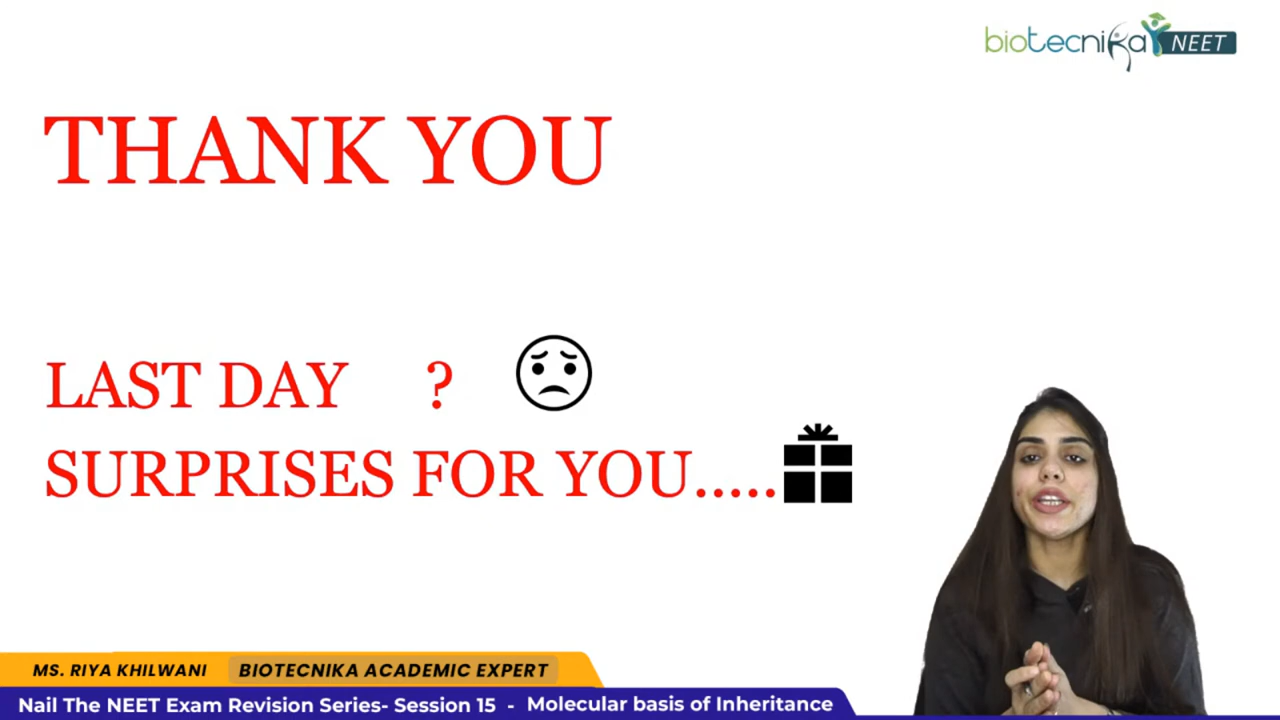 biotecnika NEET
THANK YOU
LAST DAY ?
SURPRISES FOR YOU.....
MS. RIYA KHILWANI BIOTECNIKA ACADEMIC EXPERT
Nail The NEET Exam Revision Series- Session 15 - Molecular basis of Inheritance